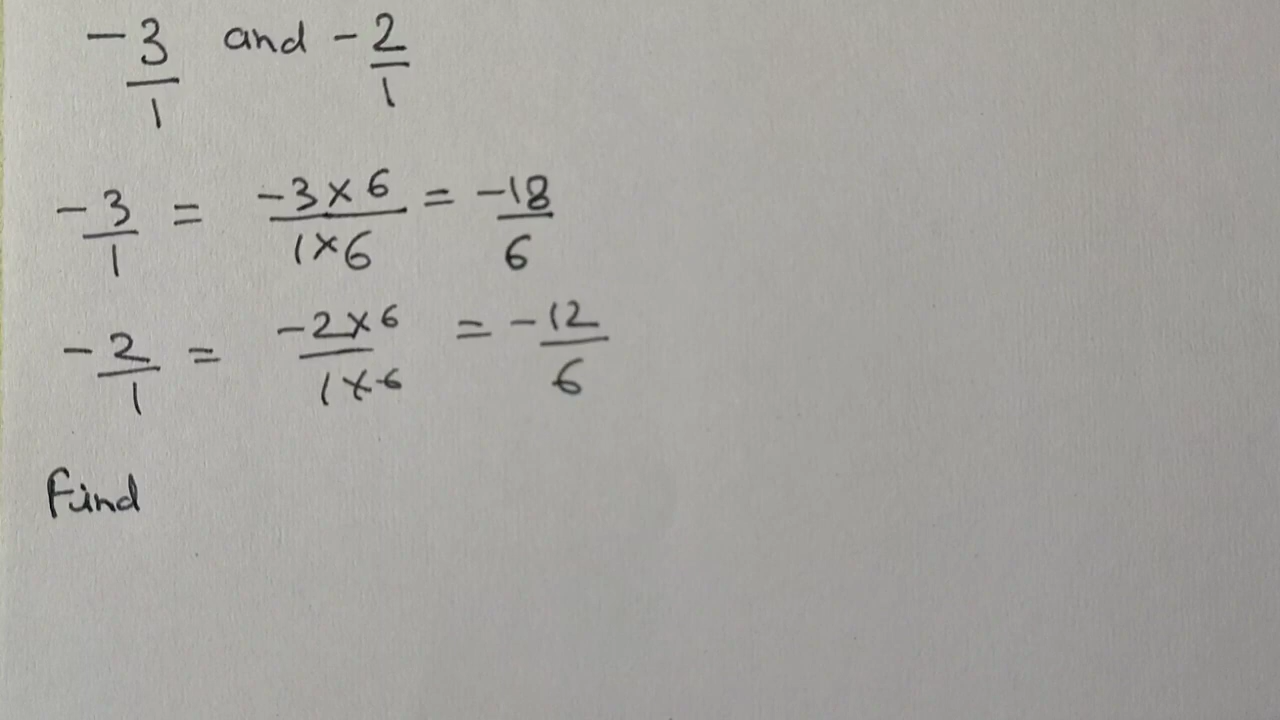 -3/1 and -2/1
-3/1 = -3×6/1×6 = -18/6
-2/1 = -2×6/1×6 = -12/6
Find